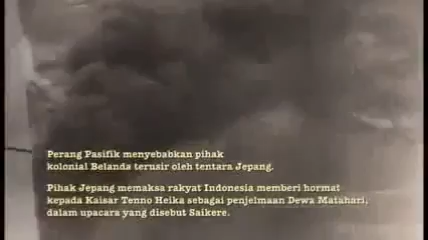 Perang Pasifik menyebabkan pihak
kolonial Belanda terusir oleh tentara Jepang.
Pihak Jepang memaksa rakyat Indonesia memberi hormat
kepada Kaisar Tenno Heika sebagai penjelmaan Dewa Matahari,
dalam upacara yang disebut Saikere.